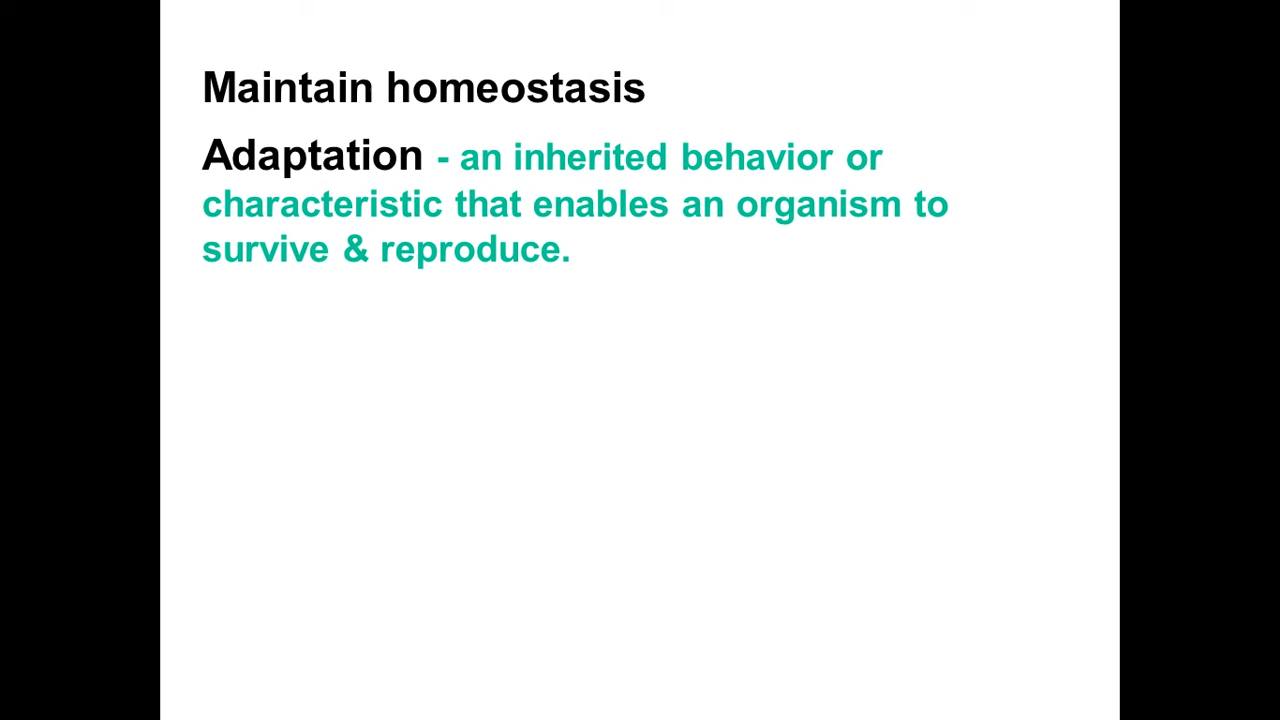 Maintain homeostasis
Adaptation - an inherited behavior or
characteristic that enables an organism to
survive & reproduce.